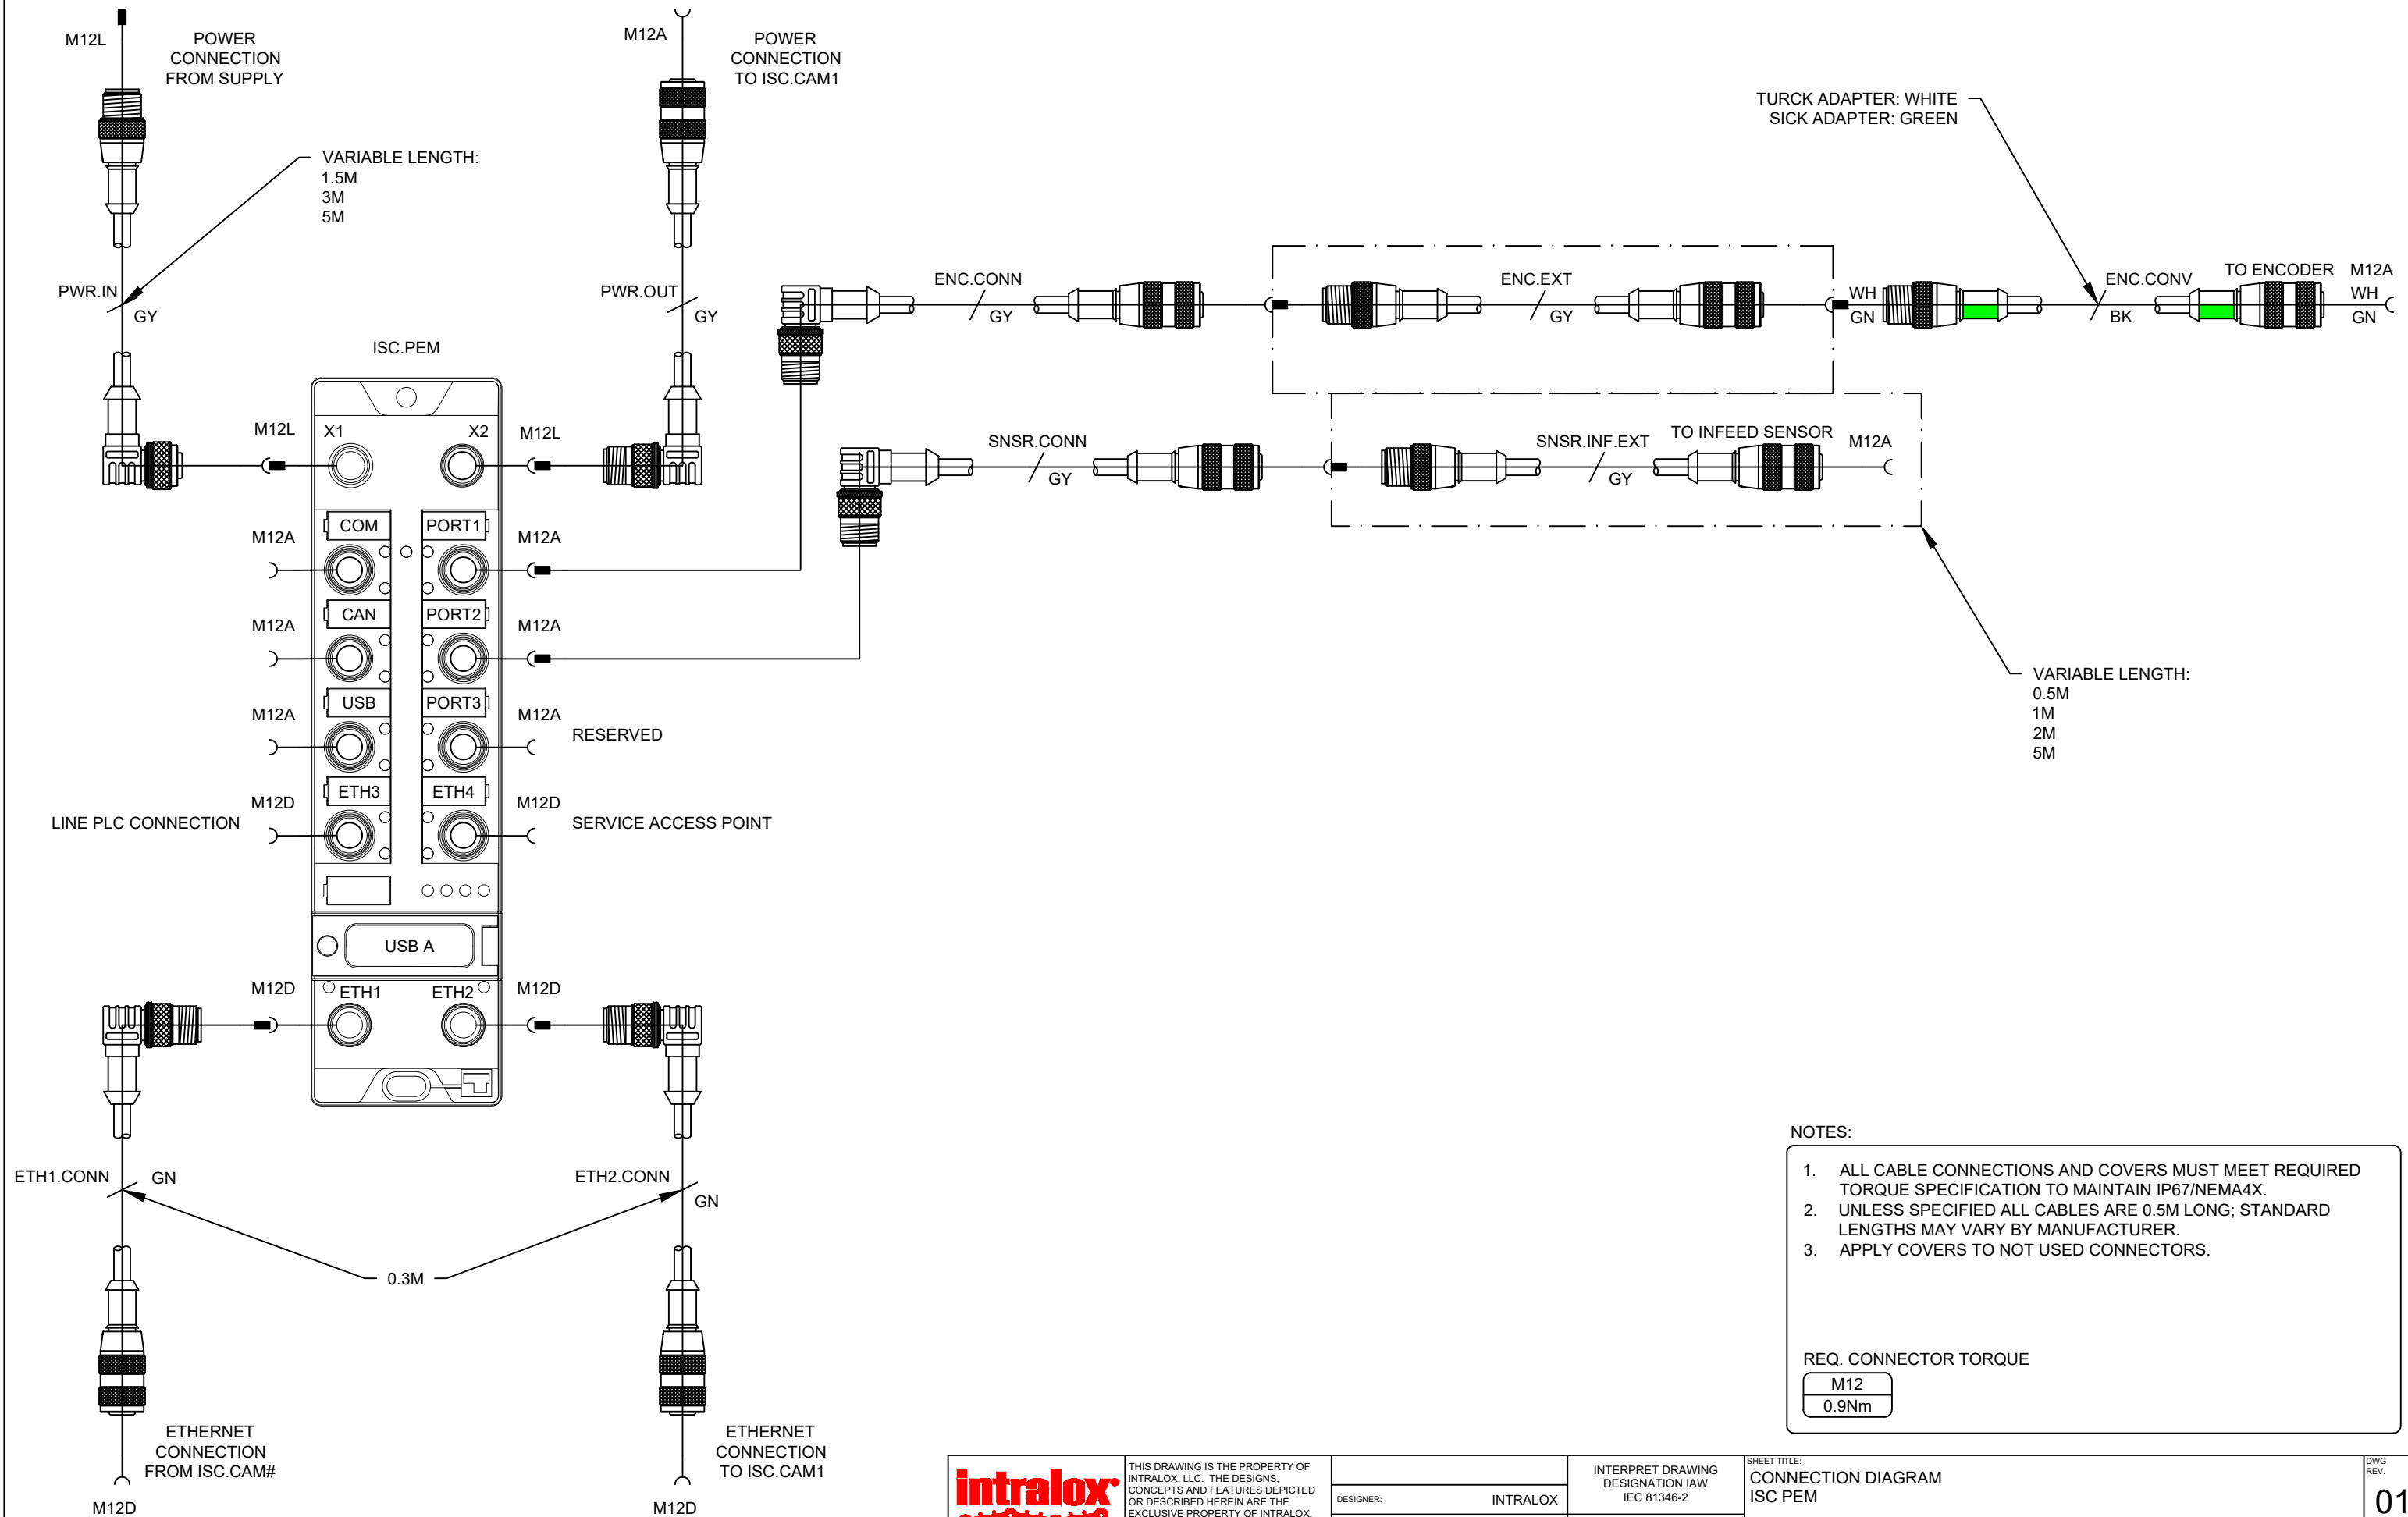 M12L
POWER
CONNECTION
FROM SUPPLY
M12A
POWER
CONNECTION
TO ISC.CAM1
VARIABLE LENGTH:
1.5M
3M
5M
TURCK ADAPTER: WHITE
SICK ADAPTER: GREEN
PWR.IN
GY
PWR.OUT
GY
ENC.CONN
GY
ENC.EXT
GY
WH
GN
ENC.CONV
BK
TO ENCODER
M12A
WH
GN
ISC.PEM
M12L
X1
X2
M12L
SNSR.CONN
GY
SNSR.INF.EXT
GY
TO INFEED SENSOR
M12A
M12A
COM
PORT1
M12A
M12A
CAN
PORT2
M12A
M12A
USB
PORT3
M12A
RESERVED
VARIABLE LENGTH:
0.5M
1M
2M
5M
LINE PLC CONNECTION
M12D
ETH3
ETH4
M12D
SERVICE ACCESS POINT
USB A
M12D
ETH1
ETH2
M12D
ETH1.CONN
GN
ETH2.CONN
GN
0.3M
ETHERNET
CONNECTION
FROM ISC.CAM#
M12D
ETHERNET
CONNECTION
TO ISC.CAM1
M12D
NOTES:
1. ALL CABLE CONNECTIONS AND COVERS MUST MEET REQUIRED
TORQUE SPECIFICATION TO MAINTAIN IP67/NEMA4X.
2. UNLESS SPECIFIED ALL CABLES ARE 0.5M LONG; STANDARD
LENGTHS MAY VARY BY MANUFACTURER.
3. APPLY COVERS TO NOT USED CONNECTORS.
REQ. CONNECTOR TORQUE
M12
0.9Nm
intralox
THIS DRAWING IS THE PROPERTY OF
INTRALOX, LLC. THE DESIGNS,
CONCEPTS AND FEATURES DEPICTED
OR DESCRIBED HEREIN ARE THE
EXCLUSIVE PROPERTY OF INTRALOX.
DESIGNER:
INTRALOX
INTERPRET DRAWING
DESIGNATION IAW
IEC 81346-2
SHEET TITLE:
CONNECTION DIAGRAM
ISC PEM
DWG
REV.
01